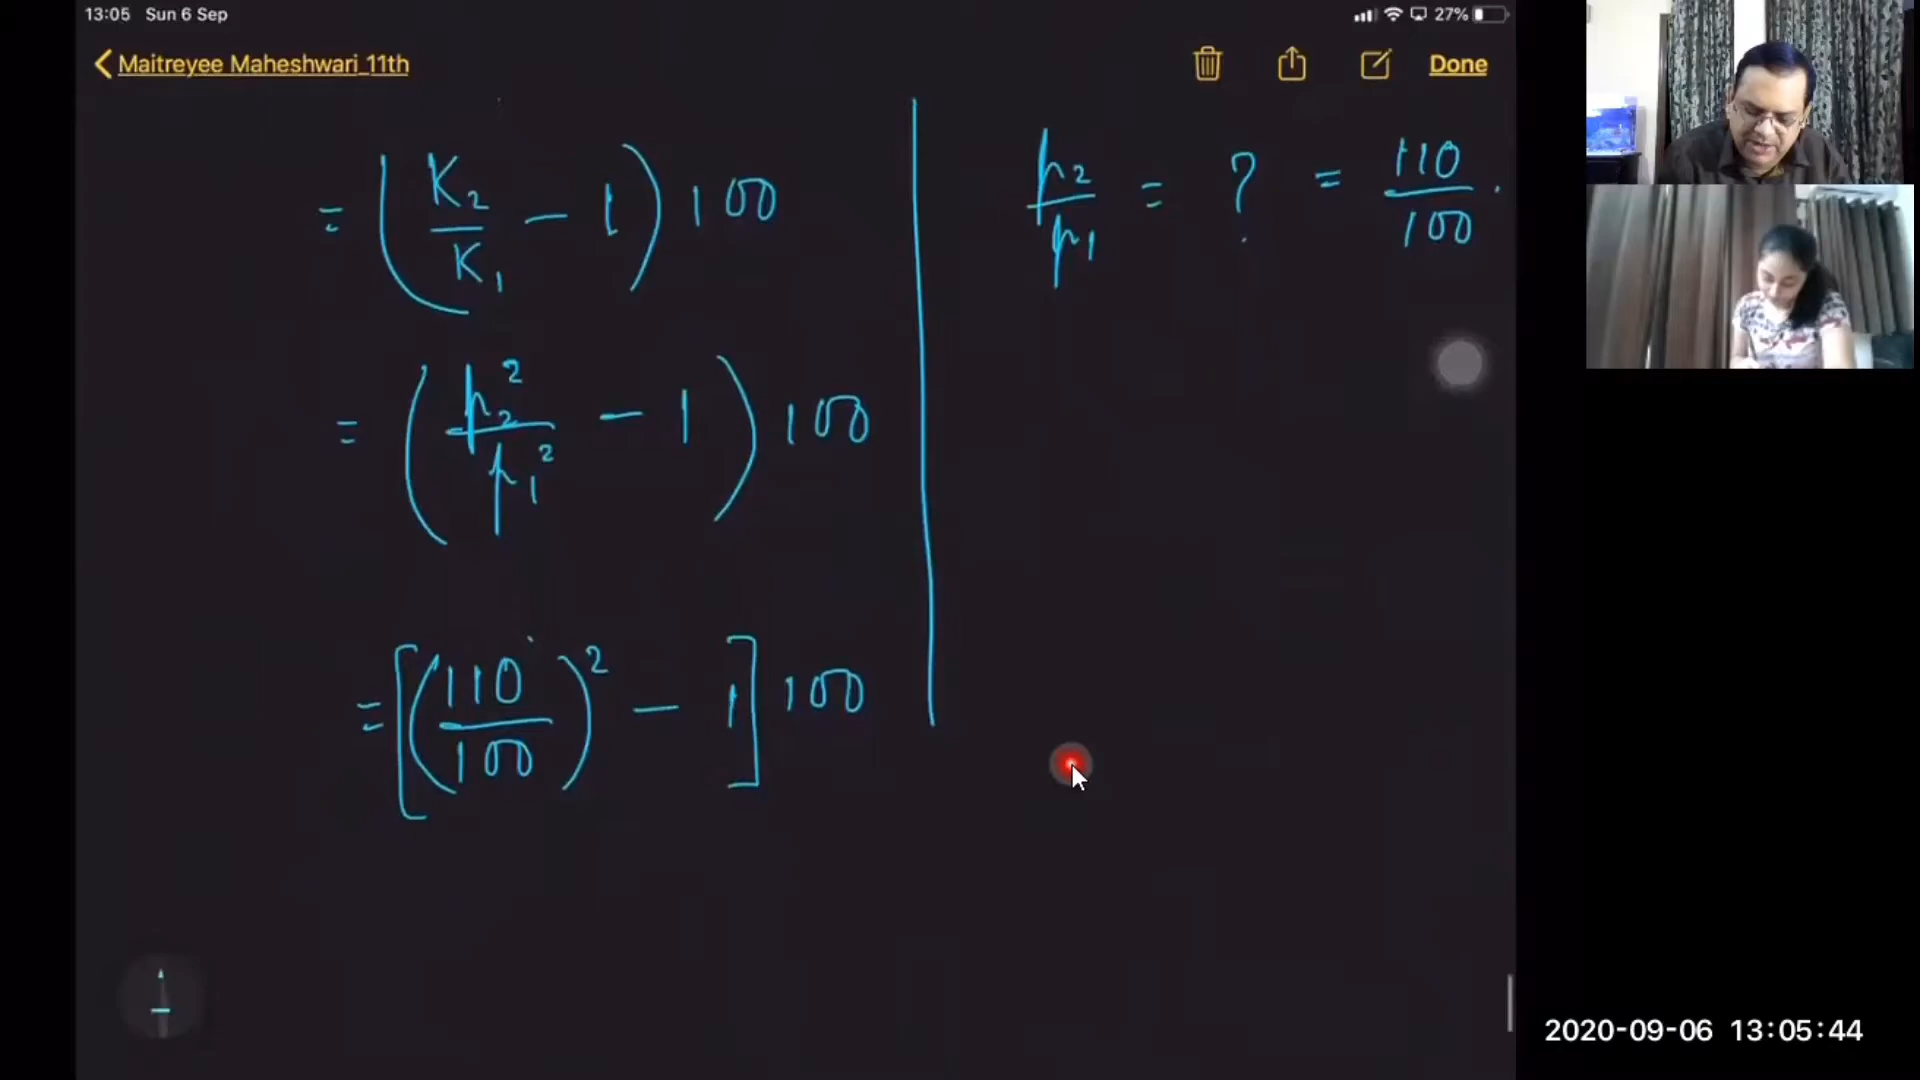 13:05 Sun 6 Sep
27%
Maitreyee Maheshwari_11th
Done
= (K₂/K₁ - 1) 100
p₂/p₁ = ? = 110/100 .
= (p₂²/p₁² - 1) 100
= [(110/100)² - 1] 100
2020-09-06 13:05:44